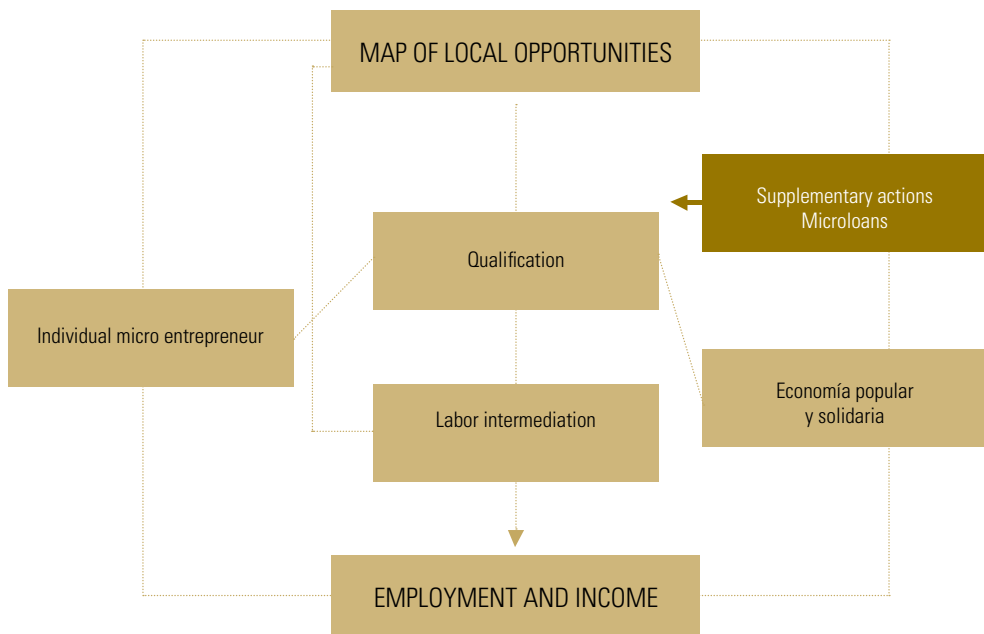 MAP OF LOCAL OPPORTUNITIES
Supplementary actions
Microloans
Qualification
Individual micro entrepreneur
Economía popular
y solidaria
Labor intermediation
EMPLOYMENT AND INCOME